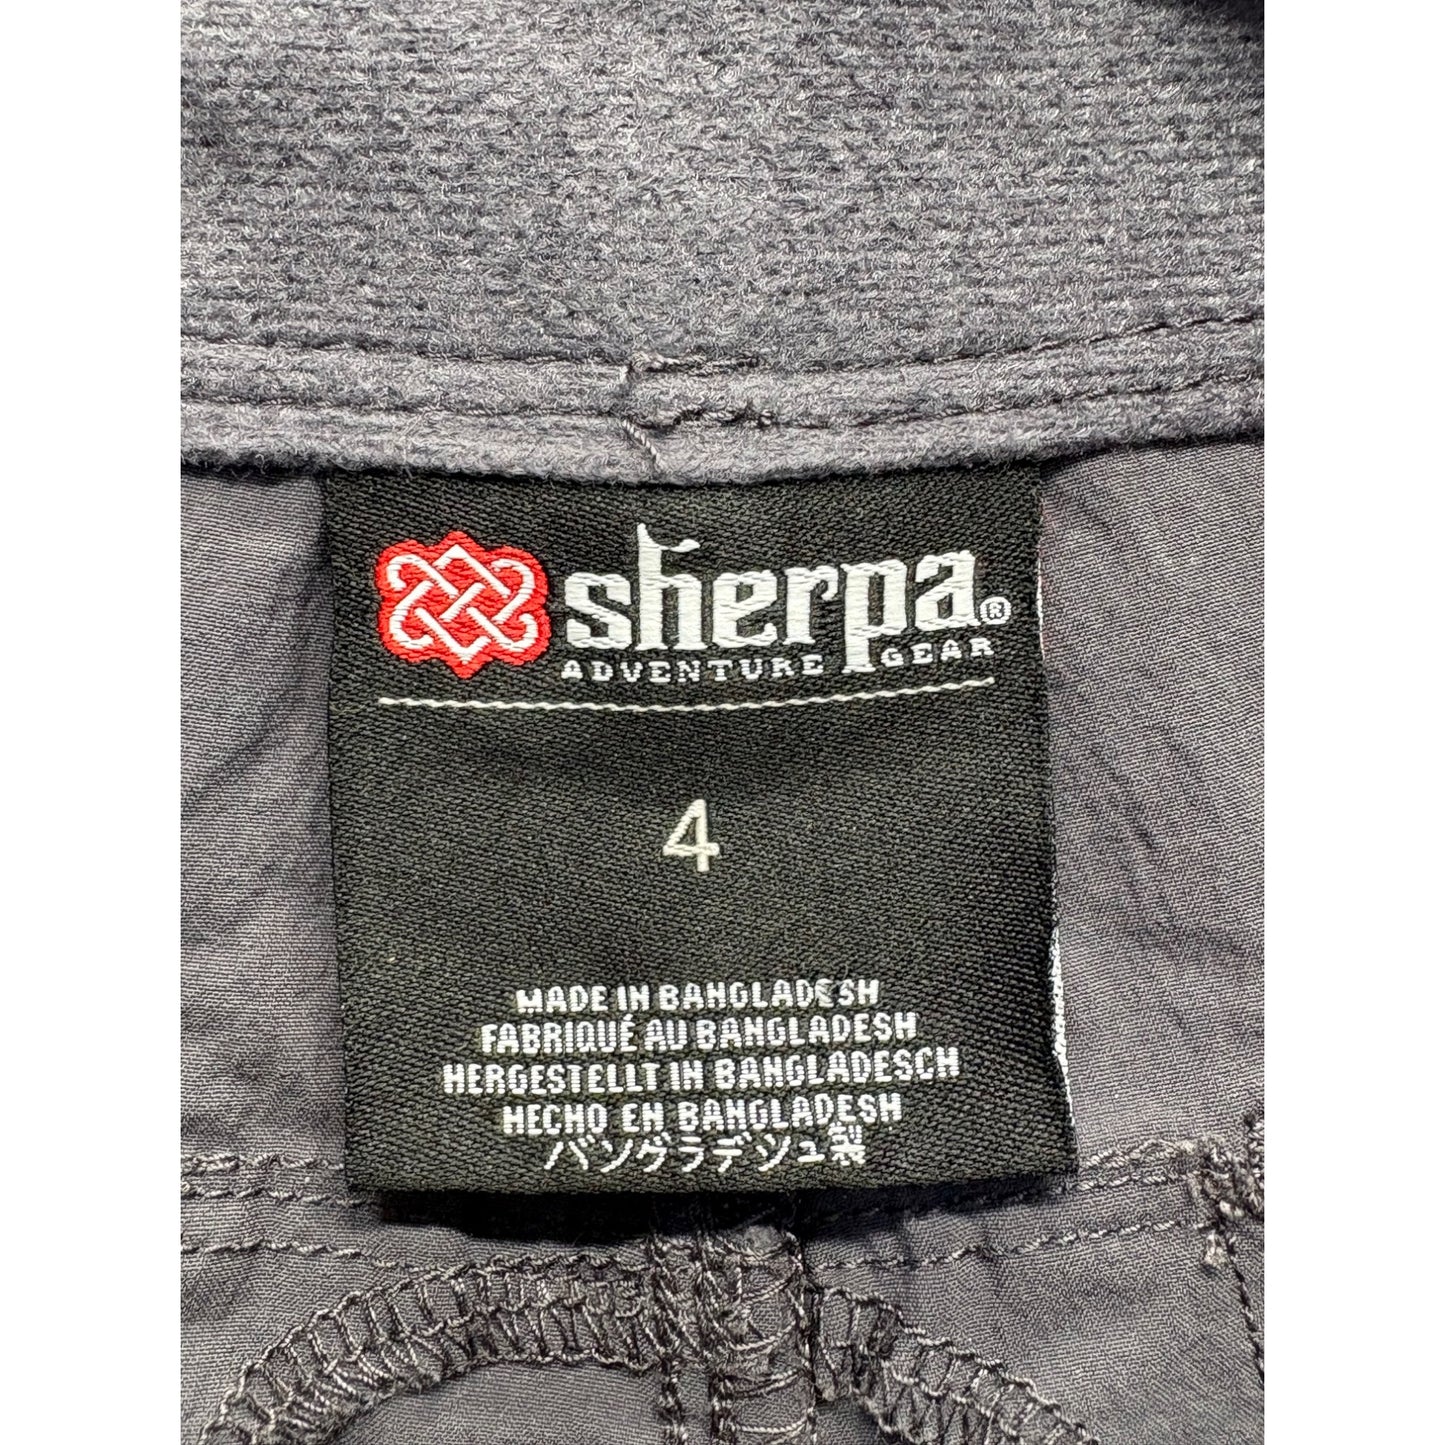 sherpa®
ADVENTURE GEAR
4
MADE IN BANGLADESH
FABRIQUÉ AU BANGLADESH
HERGESTELLT IN BANGLADESCH
HECHO EN BANGLADESH
バングラデシュ製